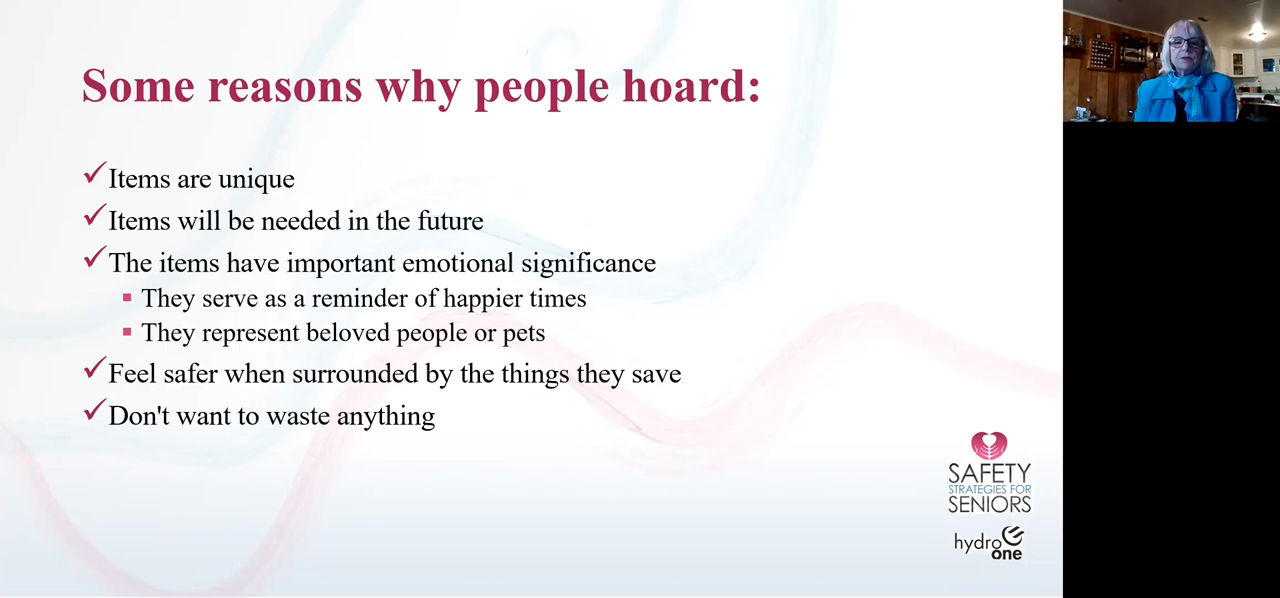 Some reasons why people hoard:
Items are unique
Items will be needed in the future
The items have important emotional significance
They serve as a reminder of happier times
They represent beloved people or pets
Feel safer when surrounded by the things they save
Don't want to waste anything
SAFETY
STRATEGIES FOR
SENIORS
hydro
one